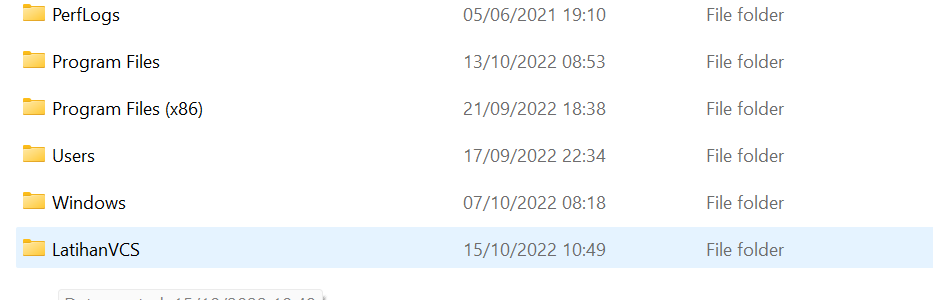 PerfLogs 05/06/2021 19:10 File folder
Program Files 13/10/2022 08:53 File folder
Program Files (x86) 21/09/2022 18:38 File folder
Users 17/09/2022 22:34 File folder
Windows 07/10/2022 08:18 File folder
LatihanVCS 15/10/2022 10:49 File folder